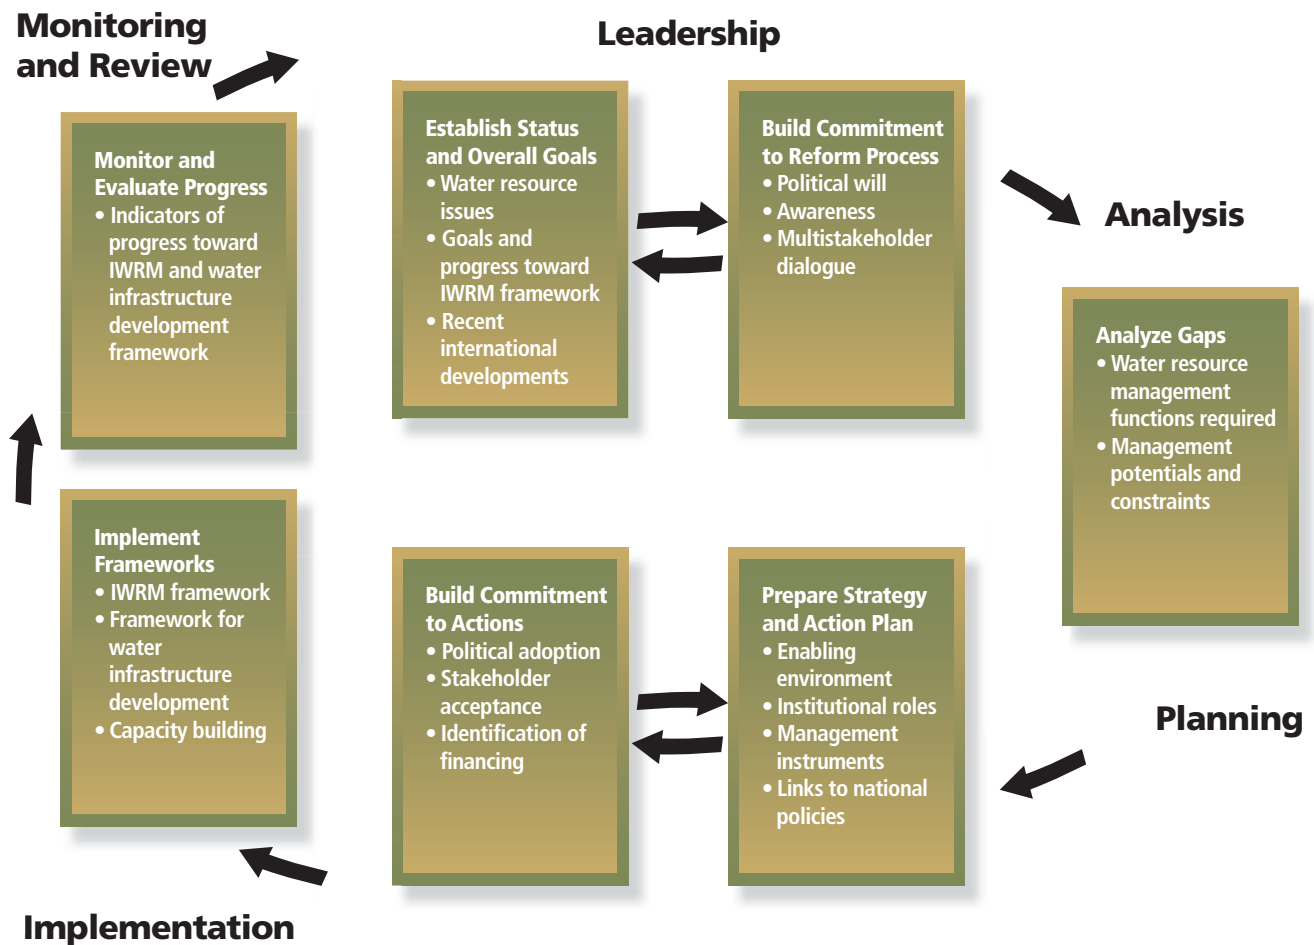 Monitoring
and Review
Leadership
Establish Status
and Overall Goals
• Water resource
issues
• Goals and
progress toward
IWRM framework
• Recent
international
developments
Build Commitment
to Reform Process
• Political will
• Awareness
• Multistakeholder
dialogue
Monitor and
Evaluate Progress
• Indicators of
progress toward
IWRM and water
infrastructure
development
framework
Analysis
Analyze Gaps
• Water resource
management
functions required
• Management
potentials and
constraints
Implement
Frameworks
• IWRM framework
• Framework for
water
infrastructure
development
• Capacity building
Build Commitment
to Actions
• Political adoption
• Stakeholder
acceptance
• Identification of
financing
Prepare Strategy
and Action Plan
• Enabling
environment
• Institutional roles
• Management
instruments
• Links to national
policies
Planning
Implementation